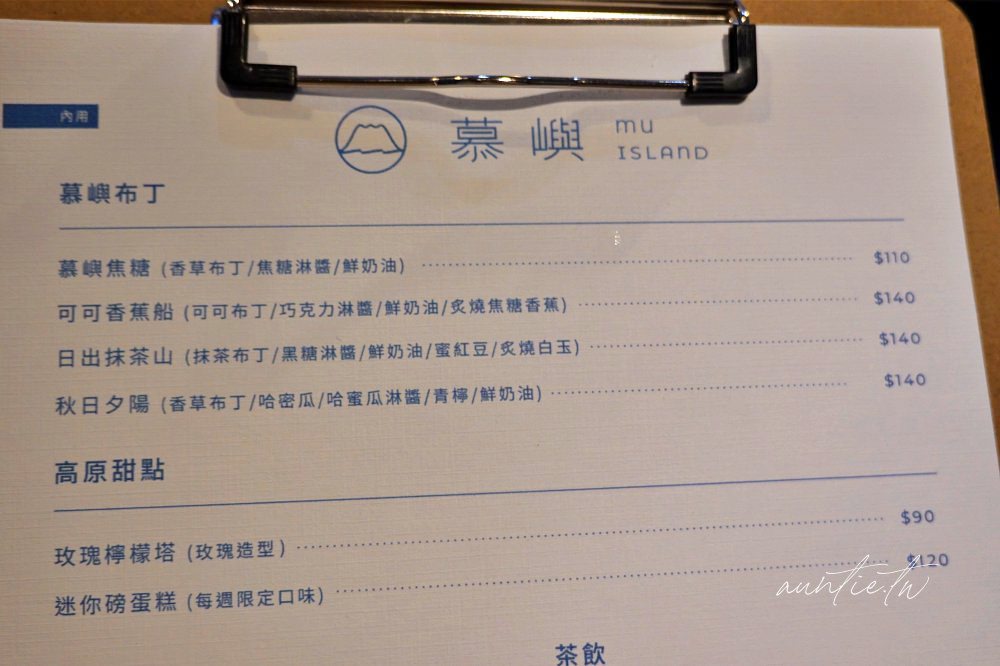 內用
慕嶼 mu ISLAND
慕嶼布丁
慕嶼焦糖 (香草布丁/焦糖淋醬/鮮奶油) $110
可可香蕉船 (可可布丁/巧克力淋醬/鮮奶油/炙燒焦糖香蕉) $140
日出抹茶山 (抹茶布丁/黑糖淋醬/鮮奶油/蜜紅豆/炙燒白玉) $140
秋日夕陽 (香草布丁/哈密瓜/哈蜜瓜淋醬/青檸/鮮奶油) $140
高原甜點
玫瑰檸檬塔 (玫瑰造型) $90
迷你磅蛋糕 (每週限定口味) $120
auntie.tw
茶飲